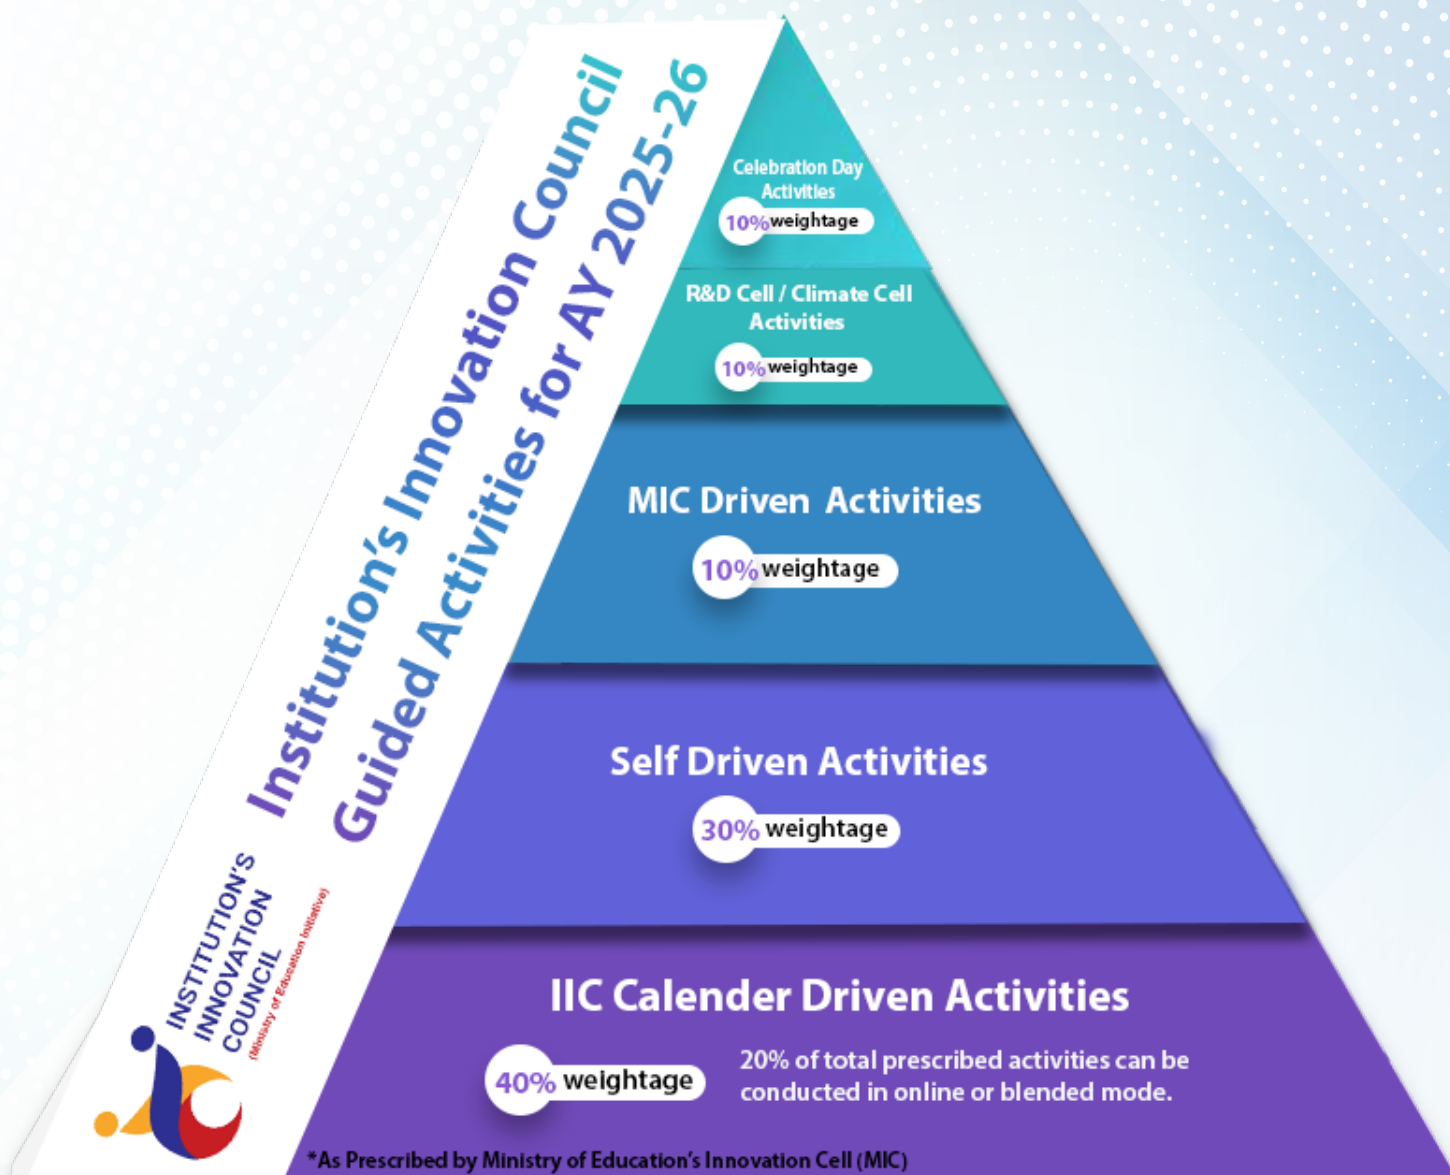 Institution's Innovation Council
Guided Activities for AY 2025-26
INSTITUTION'S
INNOVATION
COUNCIL
(Ministry of Education Initiative)
Celebration Day
Activities
10% weightage
R&D Cell / Climate Cell
Activities
10% weightage
MIC Driven Activities
10% weightage
Self Driven Activities
30% weightage
IIC Calender Driven Activities
40% weightage
20% of total prescribed activities can be
conducted in online or blended mode.
*As Prescribed by Ministry of Education's Innovation Cell (MIC)